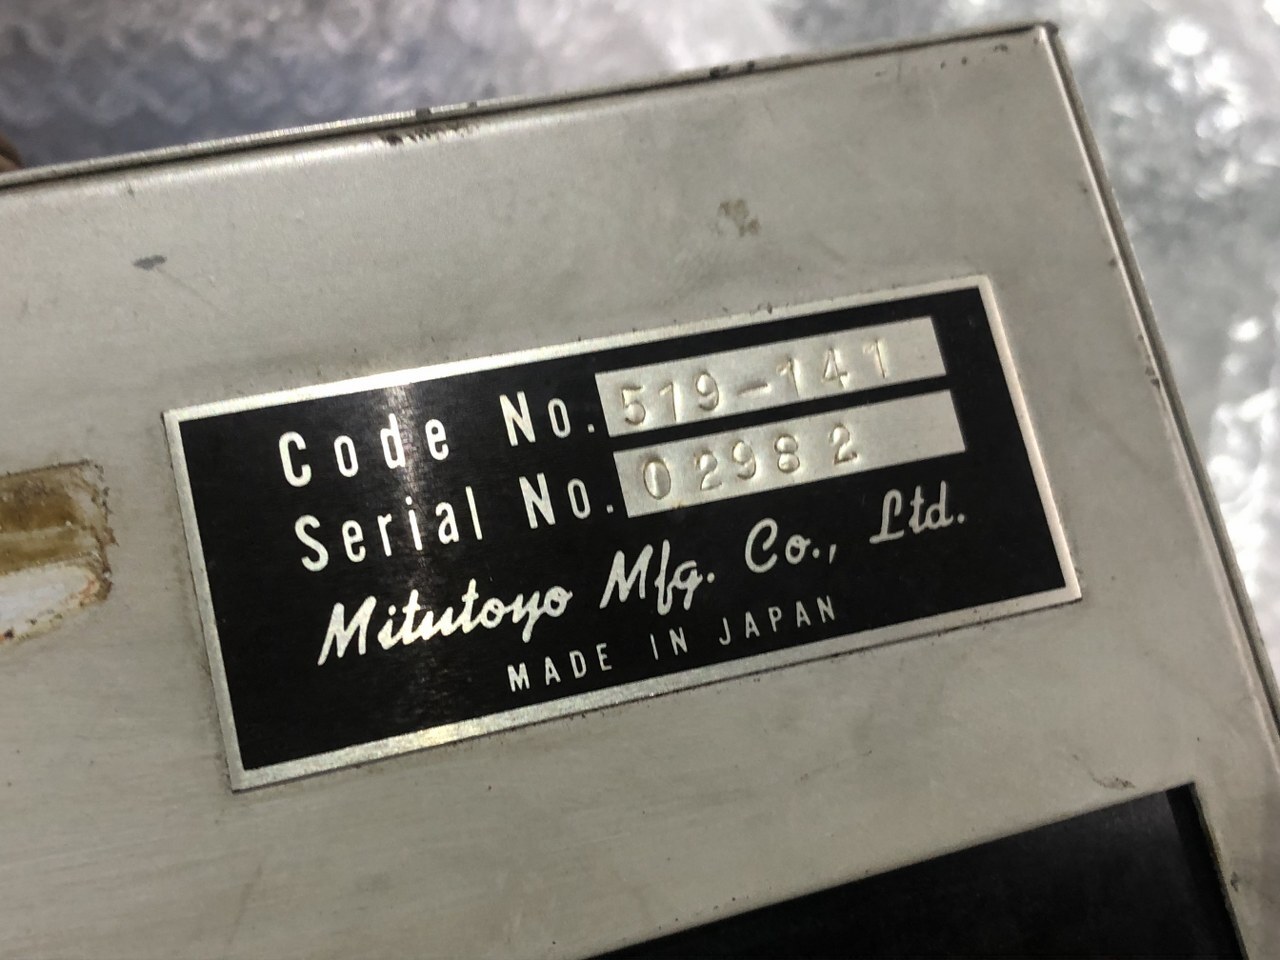 Code No. 519-141
Serial No. 02982
Mitutoyo Mfg. Co., Ltd.
MADE IN JAPAN